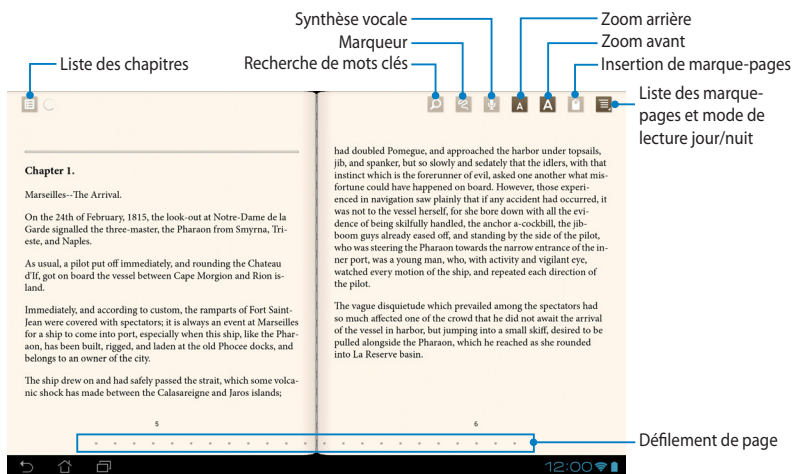 Synthèse vocale
Marqueur
Recherche de mots clés
Liste des chapitres
Zoom arrière
Zoom avant
Insertion de marque-pages
Liste des marque-
pages et mode de
lecture jour/nuit
A
A
Chapter 1.
Marseilles--The Arrival.
On the 24th of February, 1815, the look-out at Notre-Dame de la
Garde signalled the three-master, the Pharaon from Smyrna, Tri-
este, and Naples.
As usual, a pilot put off immediately, and rounding the Chateau
d'If, got on board the vessel between Cape Morgion and Rion is-
land.
Immediately, and according to custom, the ramparts of Fort Saint-
Jean were covered with spectators; it is always an event at Marseilles
for a ship to come into port, especially when this ship, like the Phar-
aon, has been built, rigged, and laden at the old Phocee docks, and
belongs to an owner of the city.
The ship drew on and had safely passed the strait, which some volca-
nic shock has made between the Calasareigne and Jaros islands;
5
had doubled Pomegue, and approached the harbor under topsails,
jib, and spanker, but so slowly and sedately that the idlers, with that
instinct which is the forerunner of evil, asked one another what mis-
fortune could have happened on board. However, those experi-
enced in navigation saw plainly that if any accident had occurred, it
was not to the vessel herself, for she bore down with all the evi-
dence of being skilfully handled, the anchor a-cockbill, the jib-
boom guys already eased off, and standing by the side of the pilot,
who was steering the Pharaon towards the narrow entrance of the in-
ner port, was a young man, who, with activity and vigilant eye,
watched every motion of the ship, and repeated each direction of
the pilot.
The vague disquietude which prevailed among the spectators had
so much affected one of the crowd that he did not await the arrival
of the vessel in harbor, but jumping into a small skiff, desired to be
pulled alongside the Pharaon, which he reached as she rounded
into La Reserve basin.
6
Défilement de page
12:00